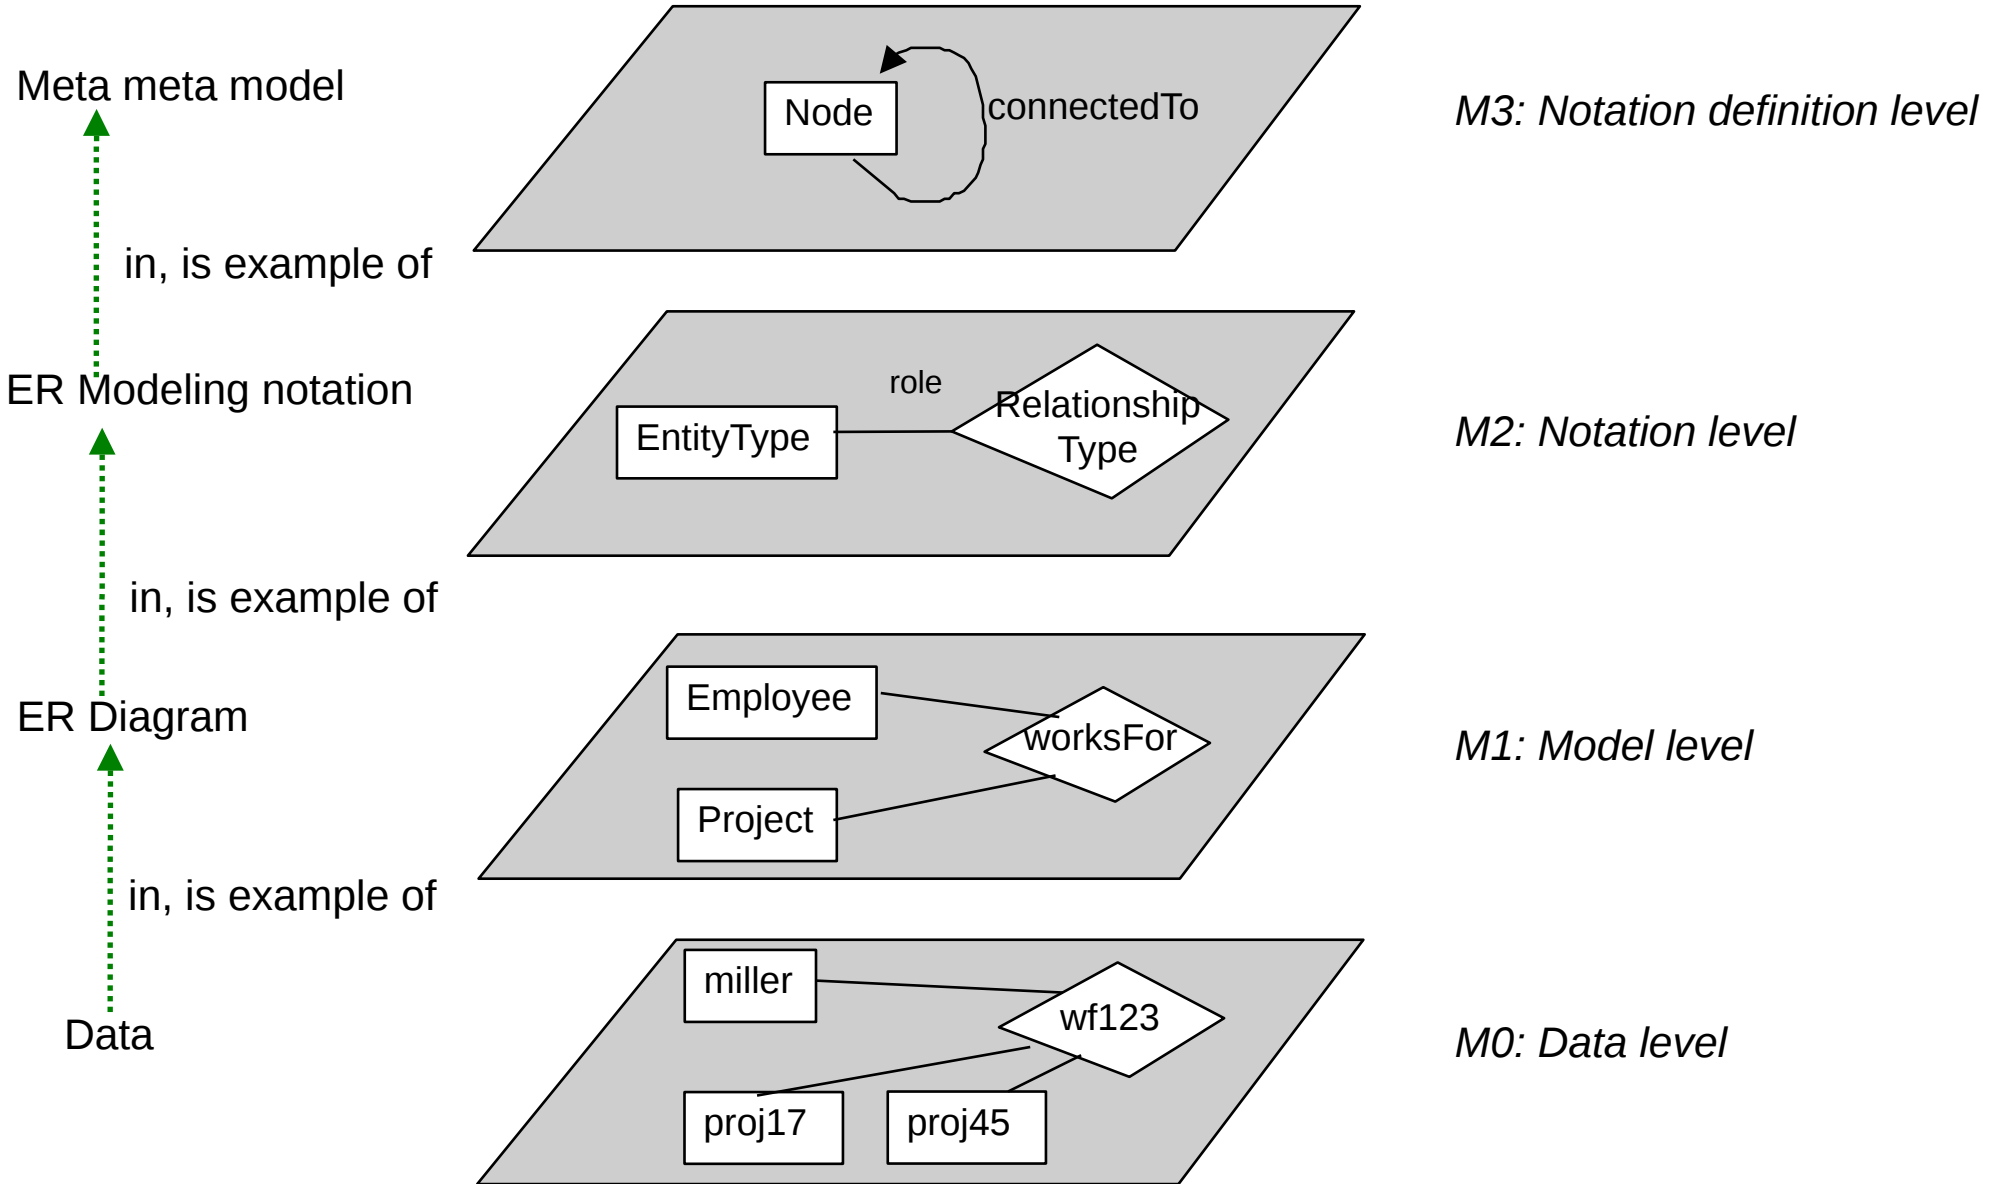 Meta meta model
Node
connectedTo
M3: Notation definition level
in, is example of
ER Modeling notation
role
EntityType
Relationship
Type
M2: Notation level
in, is example of
ER Diagram
Employee
worksFor
Project
M1: Model level
in, is example of
Data
miller
wf123
proj17
proj45
M0: Data level